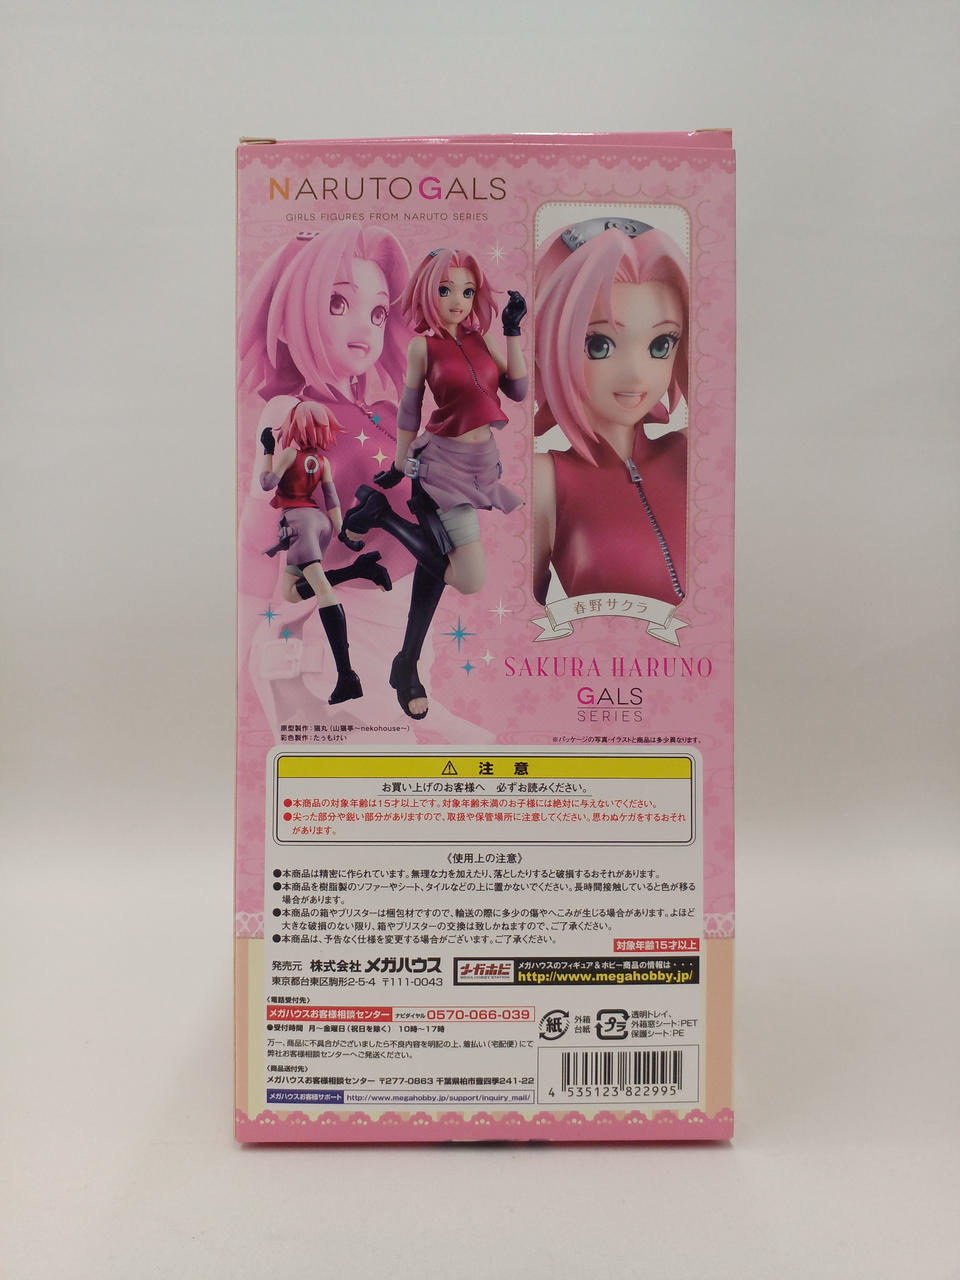 NARUTO GALS
GIRLS FIGURES FROM NARUTO SERIES
春野サクラ
SAKURA HARUNO
GALS
SERIES
原型製作：猫丸（山猫亭〜nekohouse〜）
彩色製作：たぅもけい
※パッケージの写真・イラストと商品は多少異なります。
注 意
お買い上げのお客様へ 必ずお読みください。
●本商品の対象年齢は15才以上です。対象年齢未満のお子様には絶対に与えないでください。
●尖った部分や鋭い部分がありますので、取扱や保管場所に注意してください。思わぬケガをするおそれ
があります。
《使用上の注意》
●本商品は精密に作られています。無理な力を加えたり、落としたりすると破損するおそれがあります。
●本商品を樹脂製のソファーやシート、タイルなどの上に置かないでください。長時間接触していると色が移る
場合があります。
●本商品の箱やブリスターは梱包材ですので、輸送の際に多少の傷やへこみが生じる場合があります。よほど
大きな破損のない限り、箱やブリスターの交換は致しかねますので、ご了承ください。
●本商品は、予告なく仕様を変更する場合がございます。ご了承ください。
対象年齢15才以上
発売元 株式会社 メガハウス
東京都台東区駒形2-5-4 〒111-0043
メガホビ
MEGA HOBBY STATION
メガハウスのフィギュア&ホビー商品の情報は・・・
http://www.megahobby.jp/
〈電話受付先〉
メガハウスお客様相談センター ナビダイヤル 0570-066-039
●受付時間 月〜金曜日（祝日を除く） 10時〜17時
万一、商品に不具合がございましたら不良内容を明記の上、着払い（宅配便）にて
弊社お客様相談センターへご発送ください。
〈商品送付先〉
メガハウスお客様相談センター 〒277-0863 千葉県柏市豊四季241-22
メガハウスお客様サポート http://www.megahobby.jp/support/inquiry_mail/
紙
外箱
台紙
プラ
透明トレイ、
外箱窓シート:PET
保護シート:PE
4 535123 822995